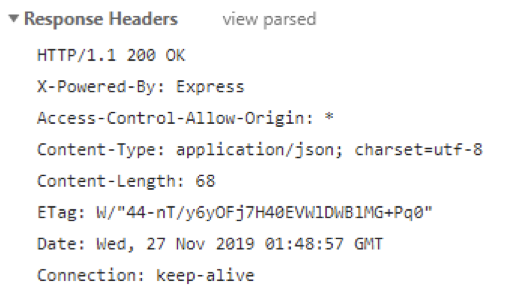 Response Headers view parsed
HTTP/1.1 200 OK
X-Powered-By: Express
Access-Control-Allow-Origin: *
Content-Type: application/json; charset=utf-8
Content-Length: 68
ETag: W/"44-nT/y6yOFj7H40EVWlDWBlMG+Pq0"
Date: Wed, 27 Nov 2019 01:48:57 GMT
Connection: keep-alive